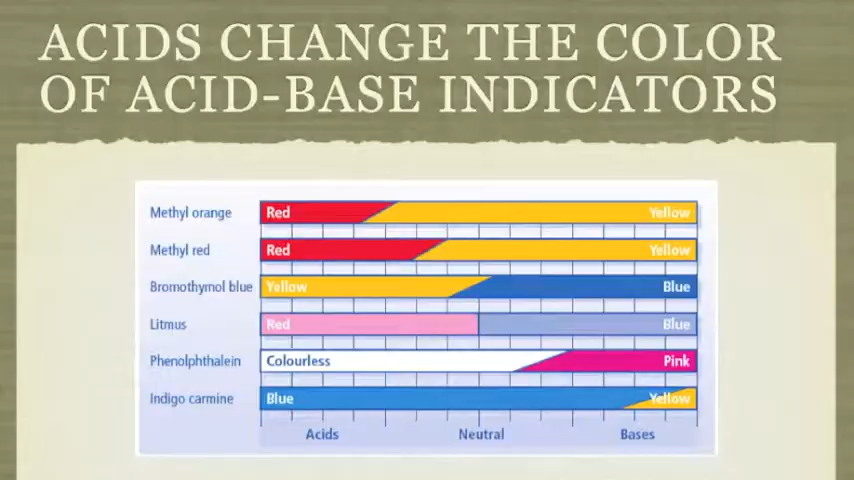 ACIDS CHANGE THE COLOR
OF ACID-BASE INDICATORS
Methyl orange Red Yellow
Methyl red Red Yellow
Bromothymol blue Yellow Blue
Litmus Red Blue
Phenolphthalein Colourless Pink
Indigo carmine Blue Yellow
Acids Neutral Bases